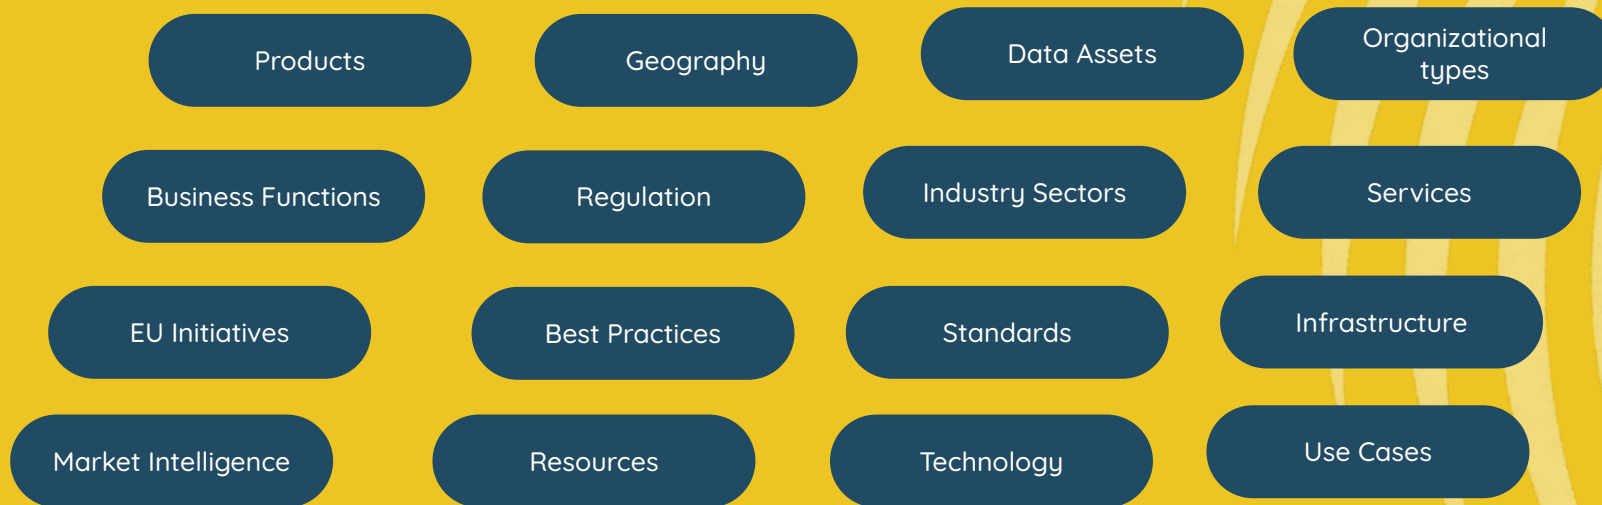 Products
Geography
Data Assets
Organizational
types
Business Functions
Regulation
Industry Sectors
Services
EU Initiatives
Best Practices
Standards
Infrastructure
Market Intelligence
Resources
Technology
Use Cases